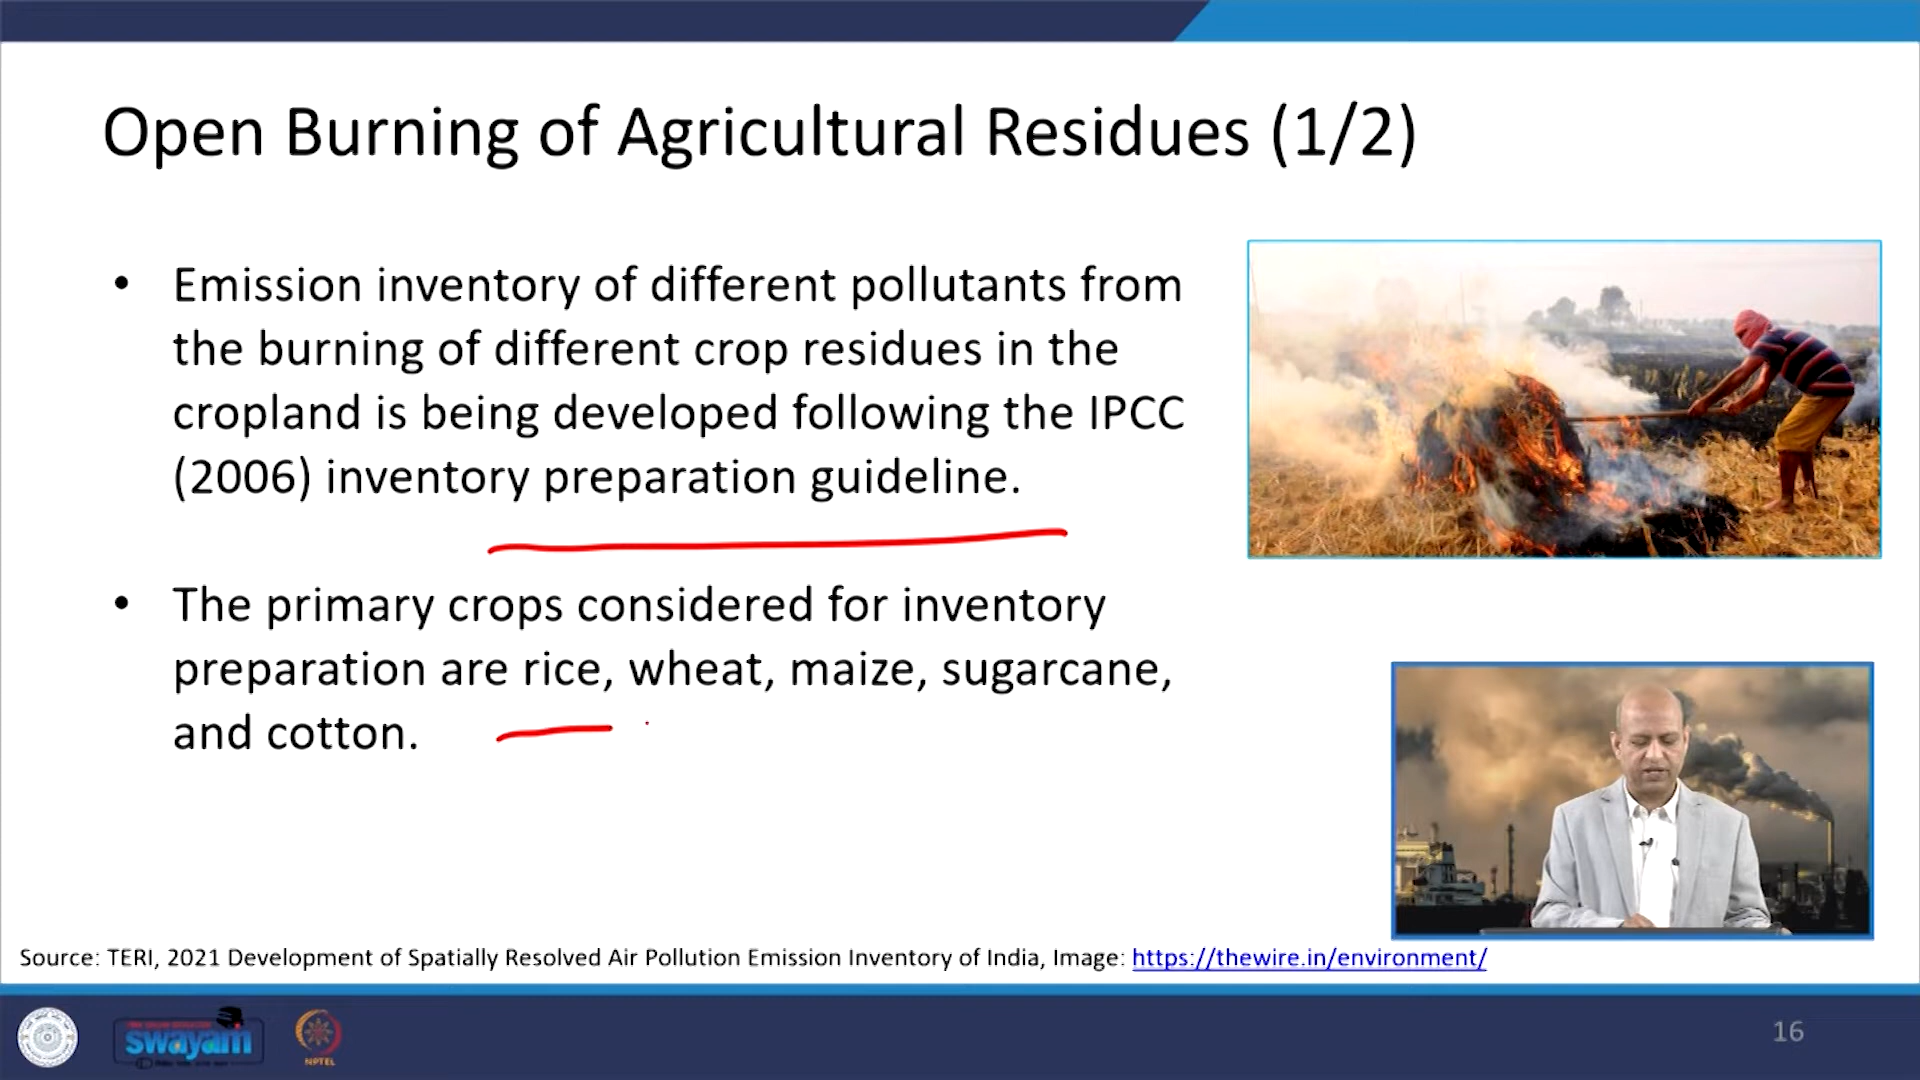 Open Burning of Agricultural Residues (1/2)
• Emission inventory of different pollutants from
the burning of different crop residues in the
cropland is being developed following the IPCC
(2006) inventory preparation guideline.
• The primary crops considered for inventory
preparation are rice, wheat, maize, sugarcane,
and cotton.
Source: TERI, 2021 Development of Spatially Resolved Air Pollution Emission Inventory of India, Image: https://thewire.in/environment/
swayam
NPTEL
16